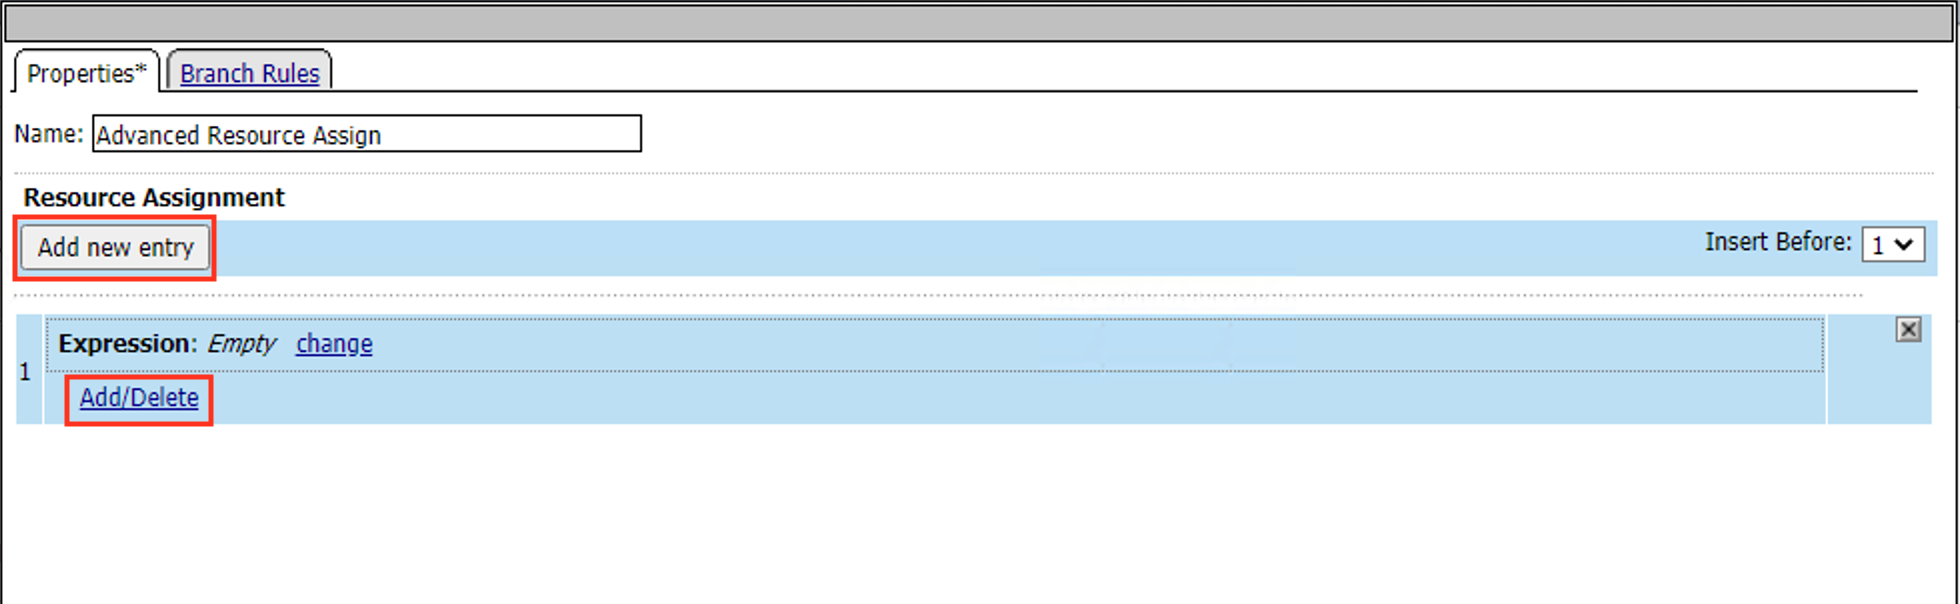 Properties* Branch Rules
Name: Advanced Resource Assign
Resource Assignment
Add new entry Insert Before: 1
Expression: Empty change
1
Add/Delete